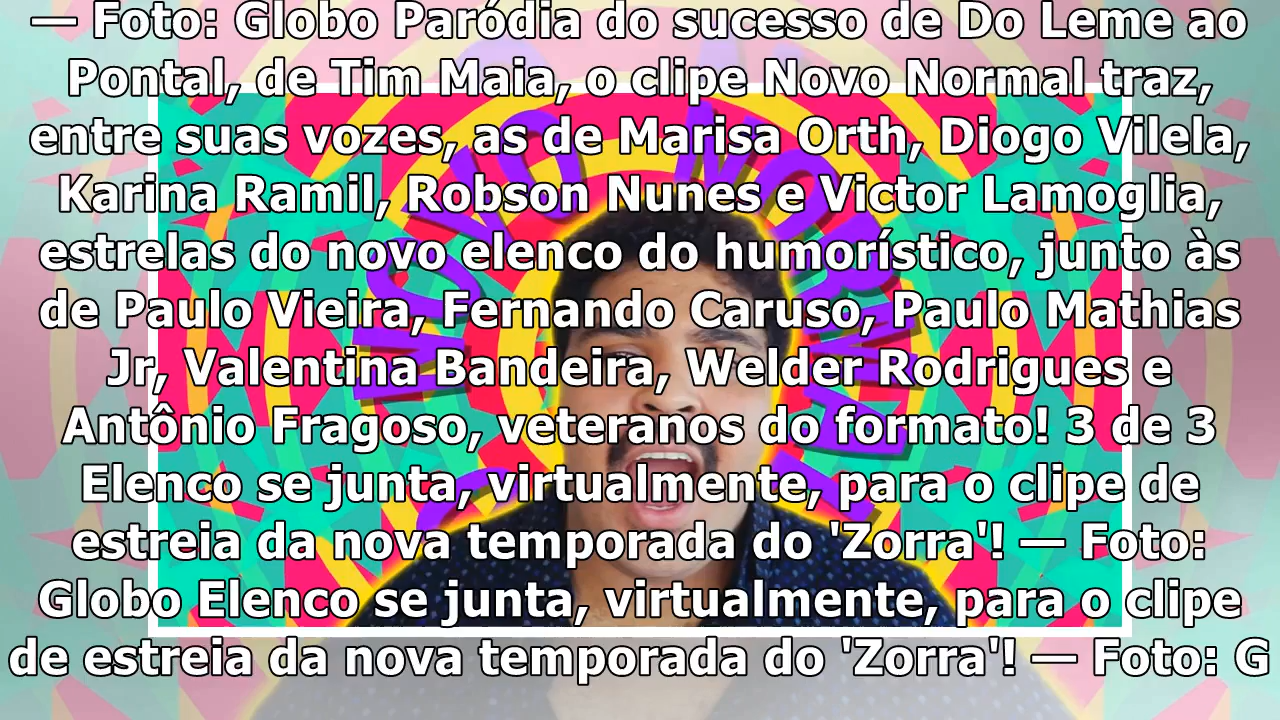 — Foto: Globo Paródia do sucesso de Do Leme ao
Pontal, de Tim Maia, o clipe Novo Normal traz,
entre suas vozes, as de Marisa Orth, Diogo Vilela,
Karina Ramil, Robson Nunes e Victor Lamoglia,
estrelas do novo elenco do humorístico, junto às
de Paulo Vieira, Fernando Caruso, Paulo Mathias
Jr, Valentina Bandeira, Welder Rodrigues e
Antônio Fragoso, veteranos do formato! 3 de 3
Elenco se junta, virtualmente, para o clipe de
estreia da nova temporada do 'Zorra'! — Foto:
Globo Elenco se junta, virtualmente, para o clipe
de estreia da nova temporada do 'Zorra'! — Foto: G
NOVO NORMAL